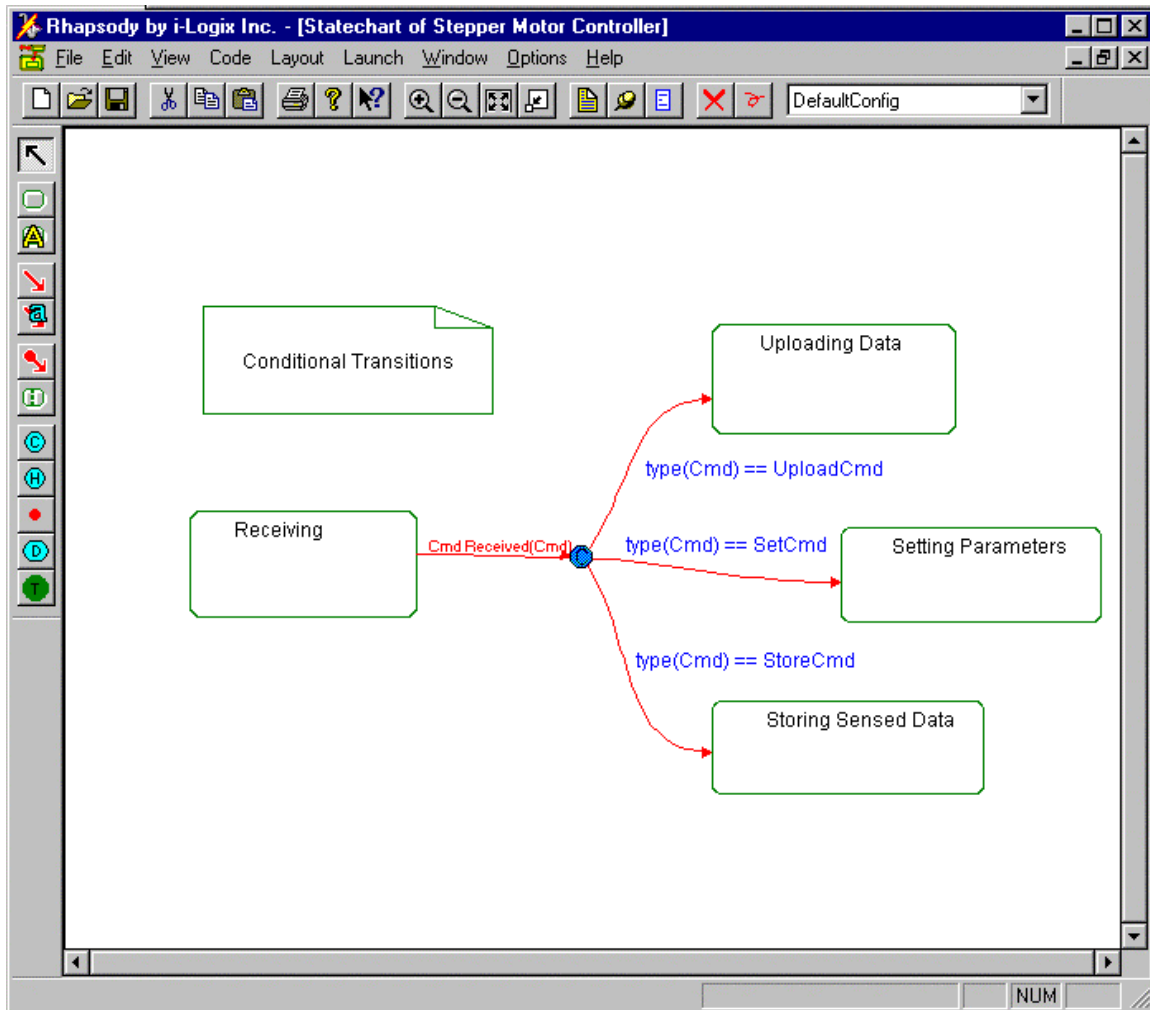 Rhapsody by i-Logix Inc. - [Statechart of Stepper Motor Controller]
File Edit View Code Layout Launch Window Options Help
DefaultConfig
A
a
H
C
H
D
T
Conditional Transitions
Uploading Data
type(Cmd) == UploadCmd
Receiving
Cmd Received(Cmd)
C
type(Cmd) == SetCmd
Setting Parameters
type(Cmd) == StoreCmd
Storing Sensed Data
NUM